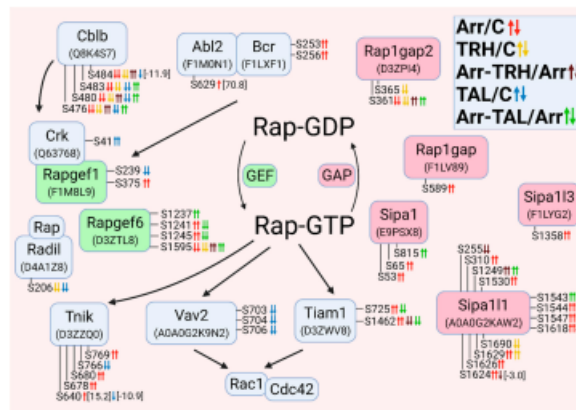 Cblb
(Q8K4S7)
S484 [-11.9]
S483
S480
S476
Abl2
(F1M0N1)
S629 [70.8]
Bcr
(F1LXF1)
S253
S256
Rap1gap2
(D3ZPI4)
S365
S361
Arr/C
TRH/C
Arr-TRH/Arr
TAL/C
Arr-TAL/Arr
Crk
(Q63768)
S41
Rapgef1
(F1M8L9)
S239
S375
Rap-GDP
GEF
GAP
Rap-GTP
Rap1gap
(F1LV89)
S589
Sipa1l3
(F1LYG2)
S1358
Rapgef6
(D3ZTL8)
S1237
S1241
S1245
S1595
Sipa1
(E9PSX8)
S815
S65
S53
Rap
Radil
(D4A1Z8)
S206
S255
S310
S1249
S1530
Sipa1l1
(A0A0G2KAW2)
S1543
S1544
S1547
S1618
S1690
S1629
S1626
S1624 [-3.0]
Tnik
(D3ZZQ0)
S769
S766
S680
S678
S640 [15.2] [-10.9]
Vav2
(A0A0G2K9N2)
S703
S704
S706
Tiam1
(D3ZWV8)
S725
S1462
Rac1
Cdc42